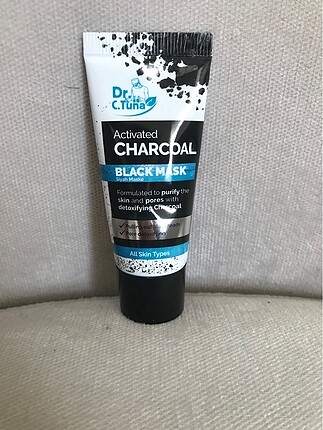 Dr.
C.Tuna
Activated
CHARCOAL
BLACK MASK
Siyah Maske
Formulated to purify the
skin and pores with
detoxifying Charcoal
All Skin Types